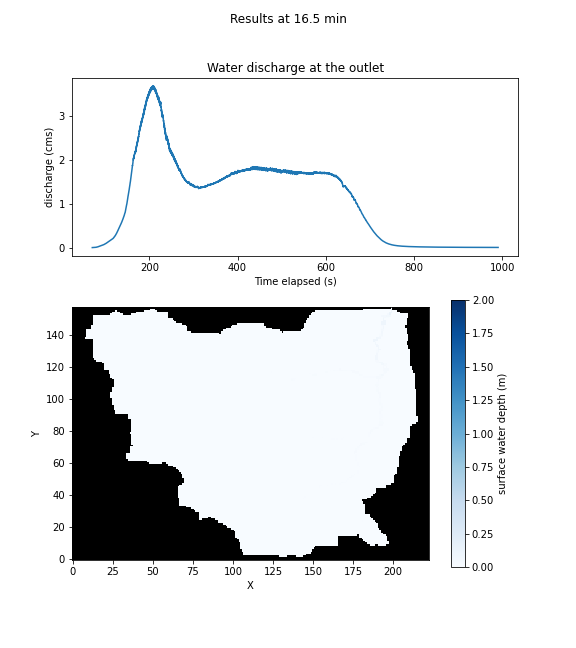 Results at 16.5 min
Water discharge at the outlet
discharge (cms)
3
2
1
0
200 400 600 800 1000
Time elapsed (s)
Y
140
120
100
80
60
40
20
0
0 25 50 75 100 125 150 175 200
X
2.00
1.75
1.50
1.25
1.00
0.75
0.50
0.25
0.00
surface water depth (m)